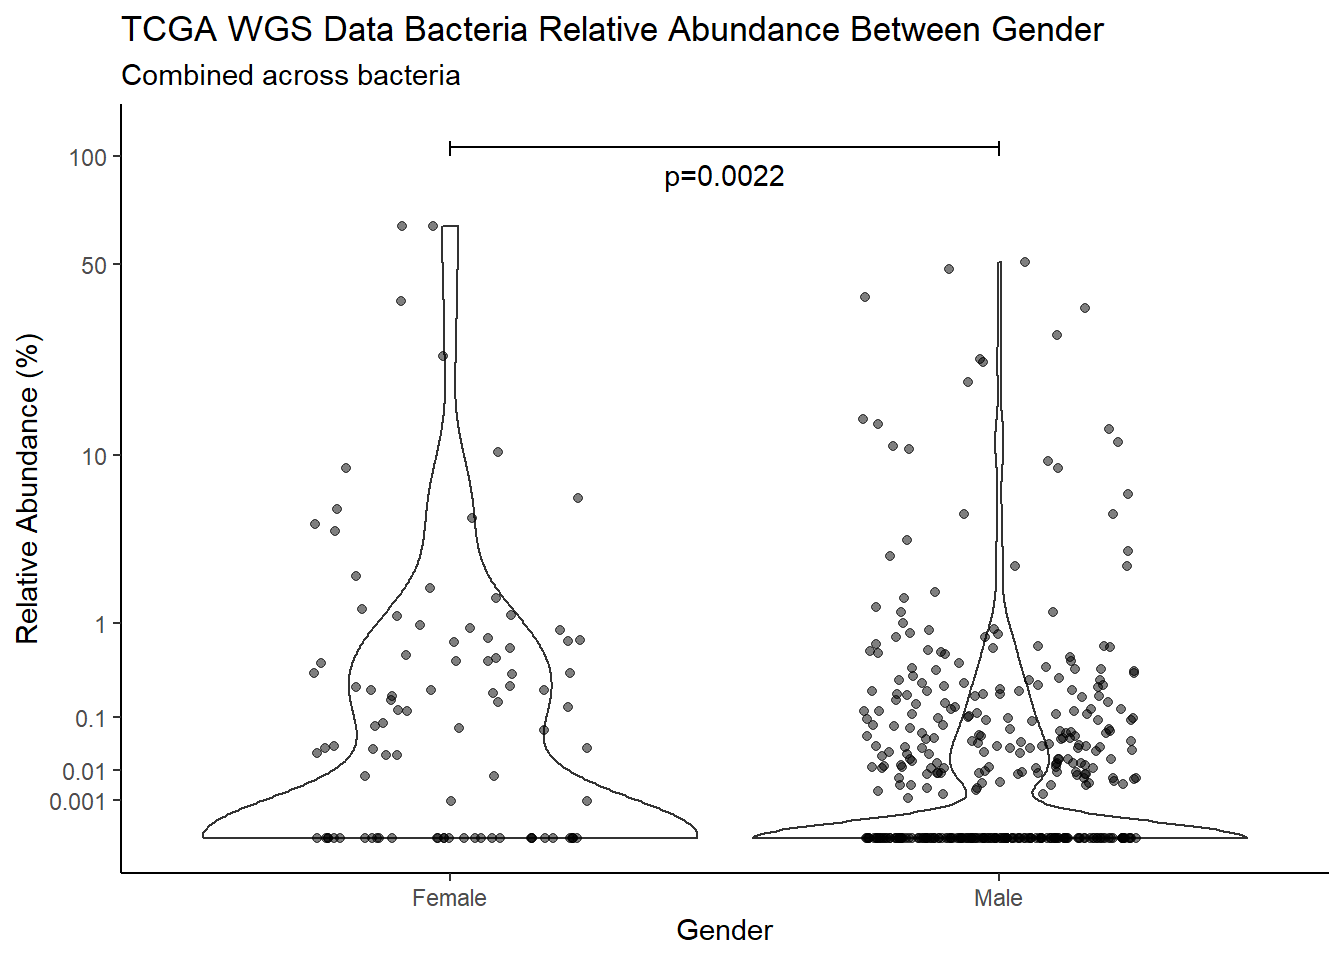 TCGA WGS Data Bacteria Relative Abundance Between Gender
Combined across bacteria
100
p=0.0022
50
10
1
0.1
0.01
0.001
Relative Abundance (%)
Female
Male
Gender